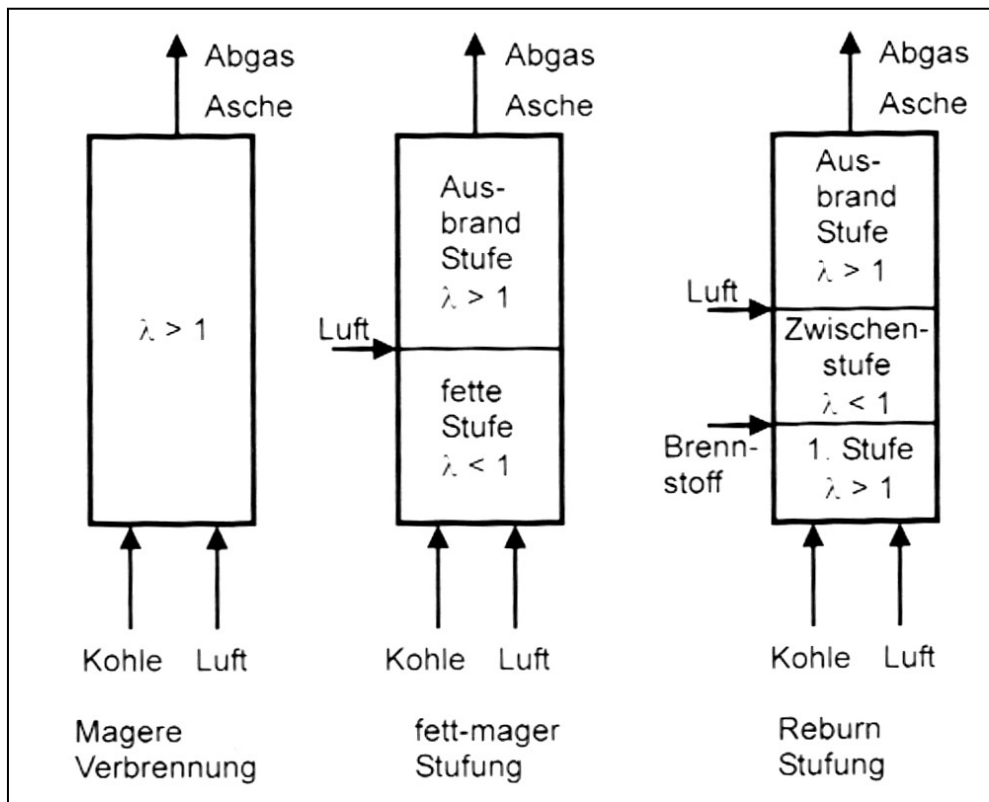 Abgas
Asche
λ > 1
Kohle Luft
Magere
Verbrennung
Abgas
Asche
Aus-
brand
Stufe
λ > 1
Luft
fette
Stufe
λ < 1
Kohle Luft
fett-mager
Stufung
Abgas
Asche
Aus-
brand
Stufe
λ > 1
Luft
Zwischen-
stufe
λ < 1
Brenn-
stoff
1. Stufe
λ > 1
Kohle Luft
Reburn
Stufung